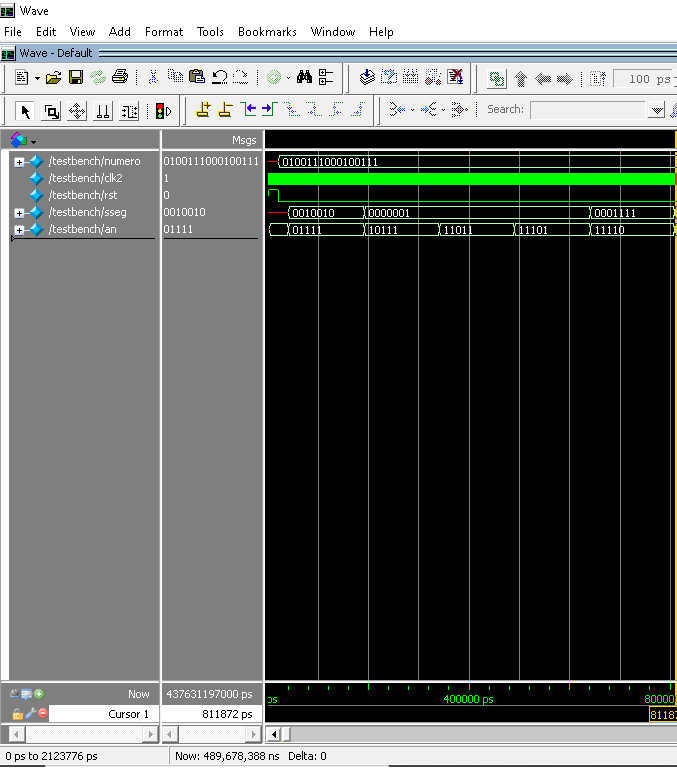 Wave
File Edit View Add Format Tools Bookmarks Window Help
Wave - Default
100 ps
Search:
Msgs
/testbench/numero 0100111000100111 0100111000100111
/testbench/clk2 1
/testbench/rst 0
/testbench/sseg 0010010 0010010 0000001 0001111
/testbench/an 01111 01111 10111 11011 11101 11110
Now 437631197000 ps ps 400000 ps 80000
Cursor 1 811872 ps 81187
0 ps to 2123776 ps Now: 489,678,388 ns Delta: 0